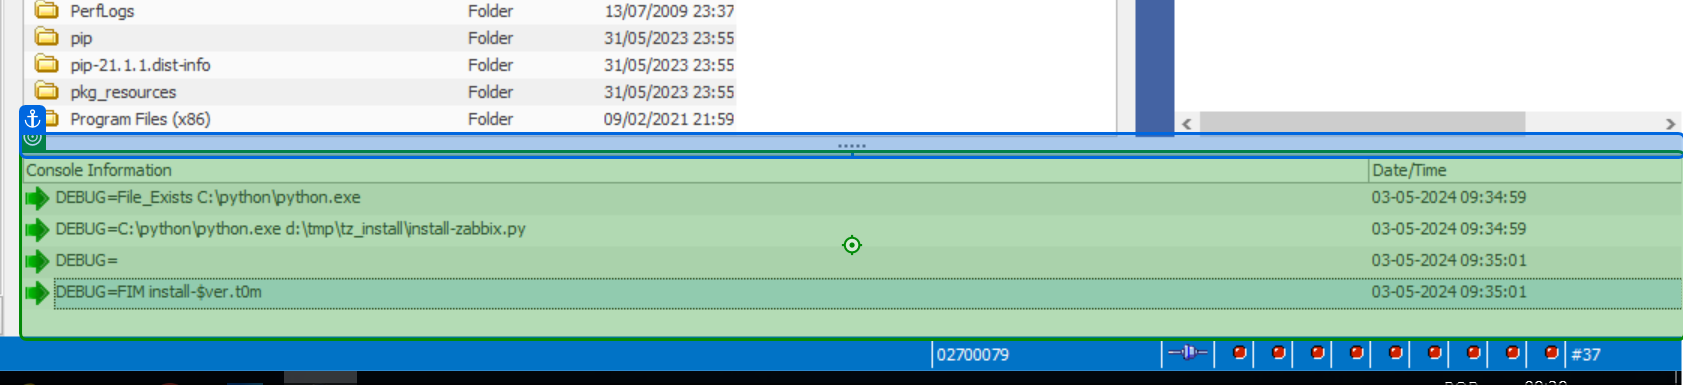 PerfLogs Folder 13/07/2009 23:37
pip Folder 31/05/2023 23:55
pip-21.1.1.dist-info Folder 31/05/2023 23:55
pkg_resources Folder 31/05/2023 23:55
Program Files (x86) Folder 09/02/2021 21:59
Console Information Date/Time
DEBUG=File_Exists C:\python\python.exe 03-05-2024 09:34:59
DEBUG=C:\python\python.exe d:\tmp\tz_install\install-zabbix.py 03-05-2024 09:34:59
DEBUG= 03-05-2024 09:35:01
DEBUG=FIM install-$ver.t0m 03-05-2024 09:35:01
02700079 #37